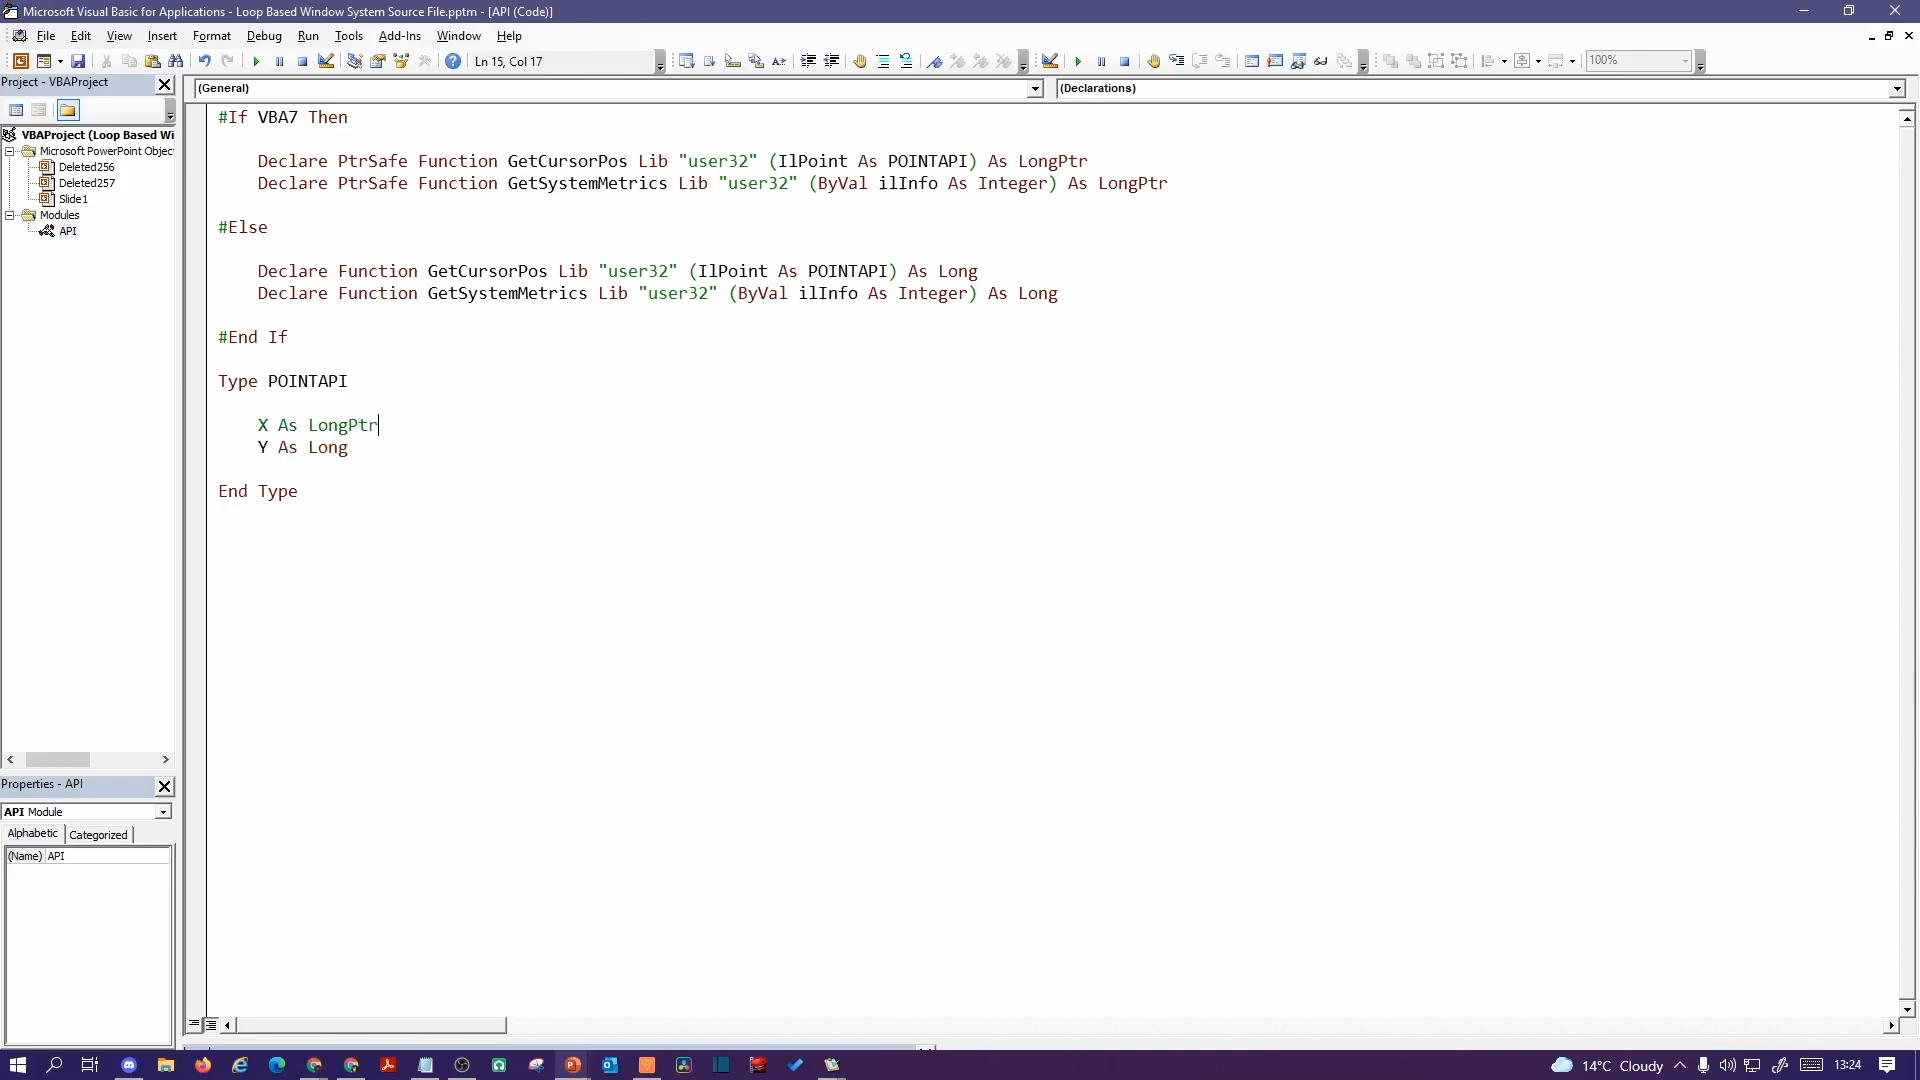 Microsoft Visual Basic for Applications - Loop Based Window System Source File.pptm - [API (Code)]
File Edit View Insert Format Debug Run Tools Add-Ins Window Help
Ln 15, Col 17
100%
Project - VBAProject
(General)
(Declarations)
VBAProject (Loop Based Wi
Microsoft PowerPoint Objec
Deleted256
Deleted257
Slide1
Modules
API
#If VBA7 Then
Declare PtrSafe Function GetCursorPos Lib "user32" (IlPoint As POINTAPI) As LongPtr
Declare PtrSafe Function GetSystemMetrics Lib "user32" (ByVal ilInfo As Integer) As LongPtr
#Else
Declare Function GetCursorPos Lib "user32" (IlPoint As POINTAPI) As Long
Declare Function GetSystemMetrics Lib "user32" (ByVal ilInfo As Integer) As Long
#End If
Type POINTAPI
X As LongPtr
Y As Long
End Type
Properties - API
API Module
Alphabetic Categorized
(Name) API
14°C Cloudy
13:24